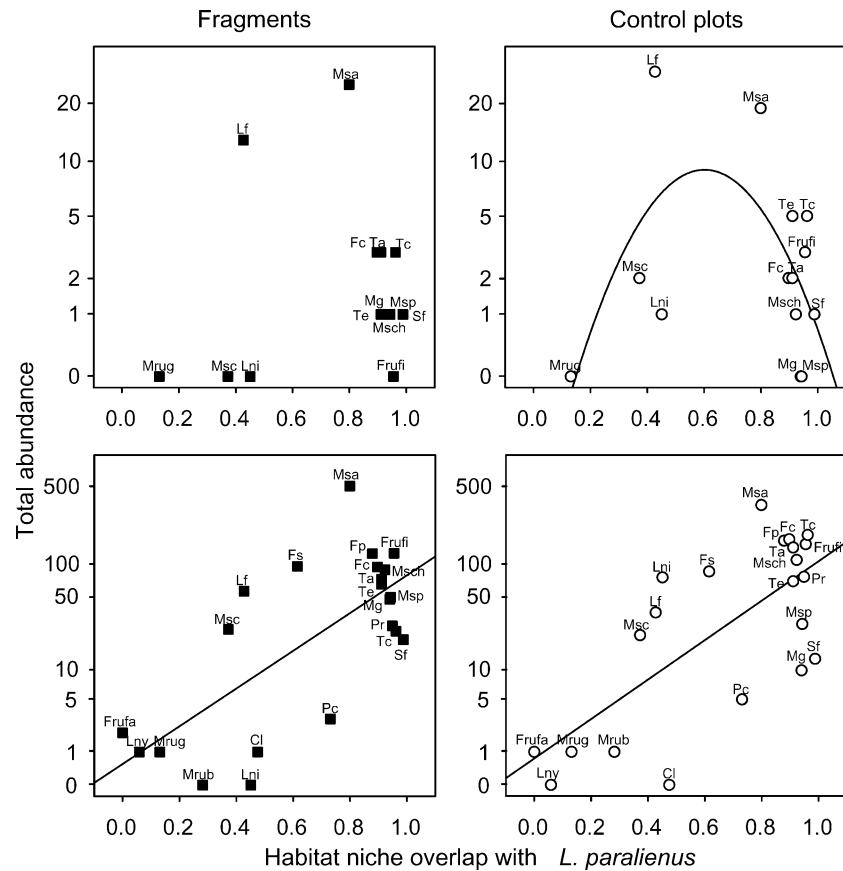 Fragments
Control plots
Total abundance
20
10
5
2
1
0
Msa
Lf
Fc Ta Tc
Mg Msp
Te Sf
Msch
Mrug Msc Lni Frufi
0.0 0.2 0.4 0.6 0.8 1.0
20
10
5
2
1
0
Lf
Msa
Te Tc
Frufi
Msc Fc Ta
Lni Msch Sf
Mrug Mg Msp
0.0 0.2 0.4 0.6 0.8 1.0
500
100
50
10
5
1
0
Msa
Fp Frufi
Fs Fc
Msch
Ta
Lf Te
Mg Msp
Msc Pr
Tc
Sf
Pc
Frufa
Lny Mrug Cl
Mrub Lni
0.0 0.2 0.4 0.6 0.8 1.0
500
100
50
10
5
1
0
Msa
Fp Fc Tc
Ta Frufi
Lni Fs Msch
Te Pr
Lf
Msc Msp
Sf
Mg
Pc
Frufa Mrug Mrub
Lny Cl
0.0 0.2 0.4 0.6 0.8 1.0
Habitat niche overlap with L. paralienus